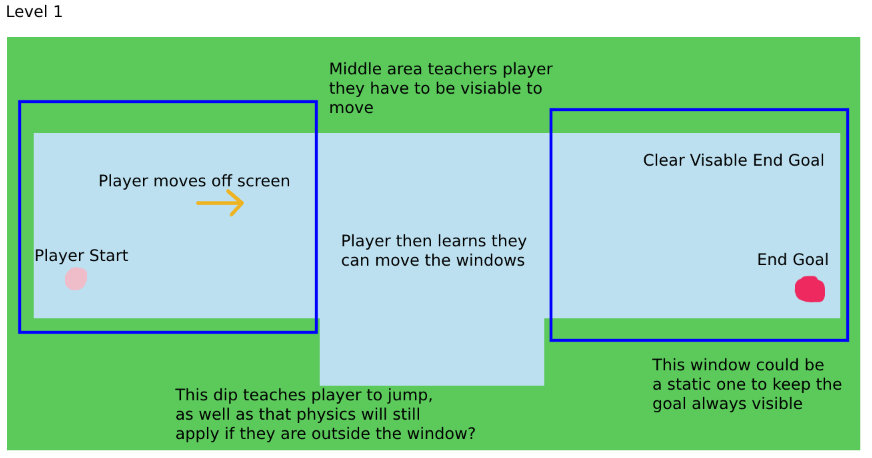 Level 1
Middle area teachers player
they have to be visiable to
move
Player moves off screen
Clear Visable End Goal
Player Start
Player then learns they
can move the windows
End Goal
This dip teaches player to jump,
as well as that physics will still
apply if they are outside the window?
This window could be
a static one to keep the
goal always visible